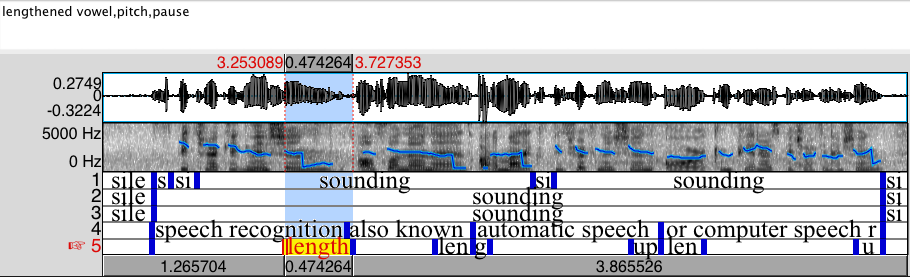 lengthened vowel,pitch,pause
3.253089 0.474264 3.727353
0.2749
0
-0.3224
5000 Hz
0 Hz
1 sile s si sounding si sounding si
2 sile sounding si
3 sile sounding si
4 speech recognition also known automatic speech or computer speech r
5 length leng up len u
1.265704 0.474264 3.865526